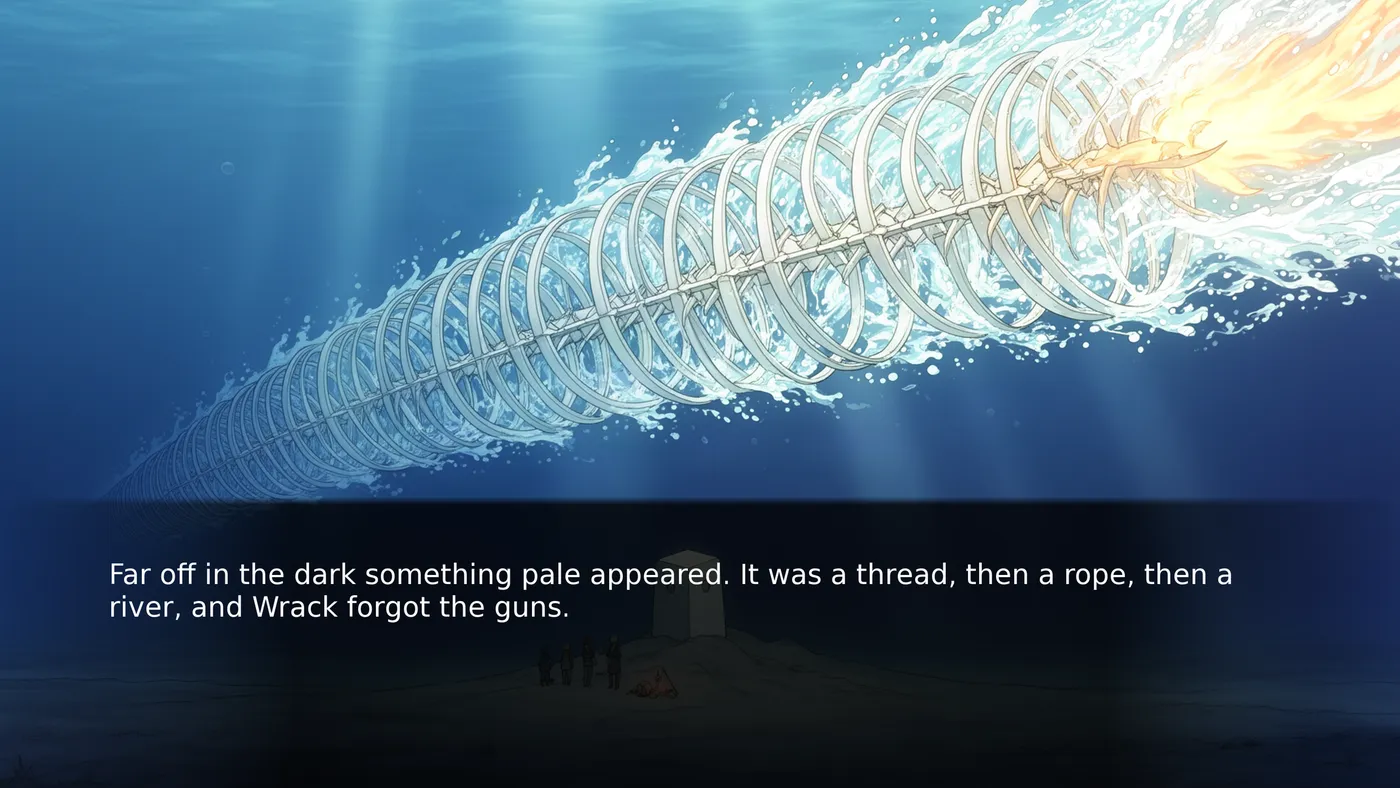 Far off in the dark something pale appeared. It was a thread, then a rope, then a
river, and Wrack forgot the guns.